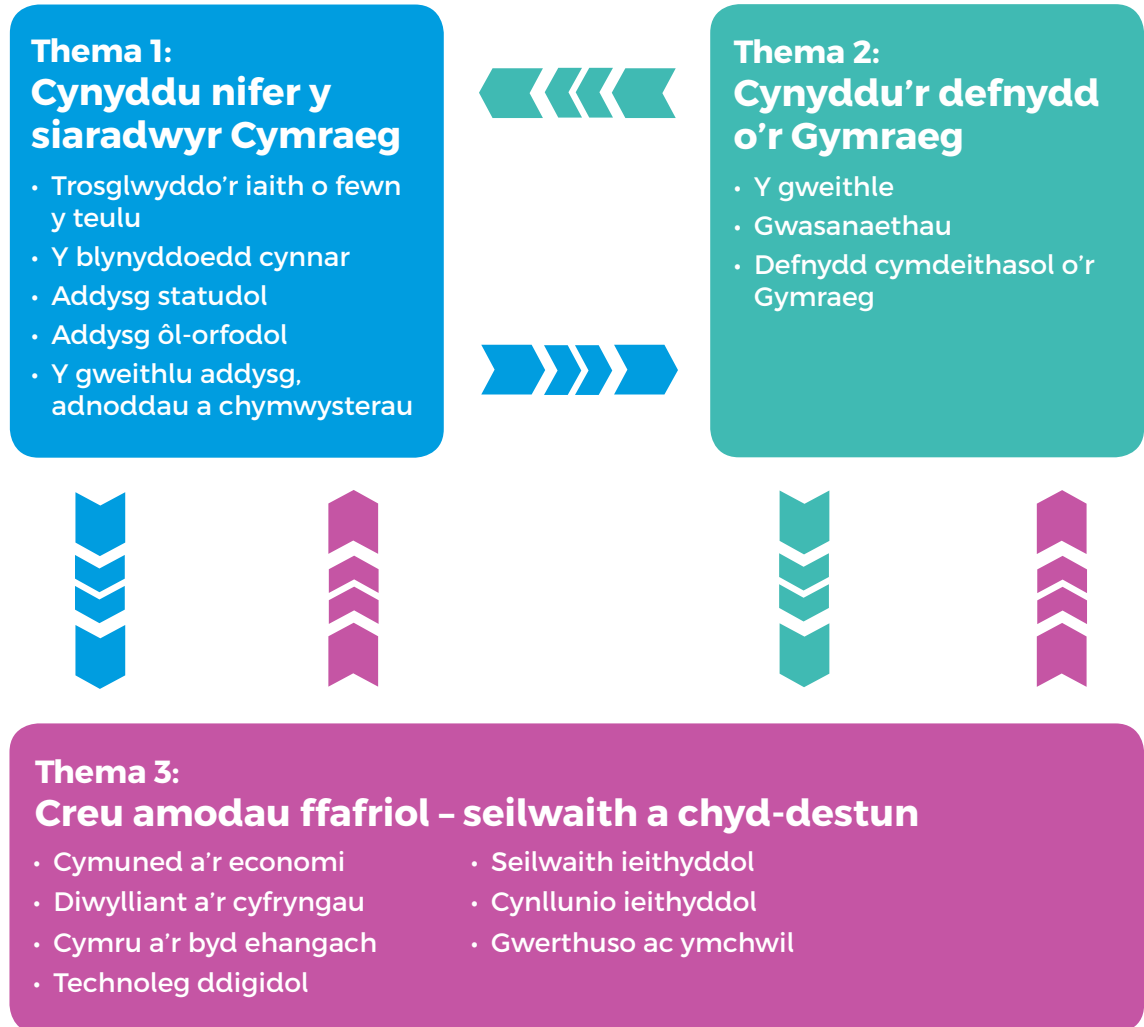 Thema 1:
Cynyddu nifer y
siaradwyr Cymraeg
• Trosglwyddo'r iaith o fewn
y teulu
• Y blynyddoedd cynnar
• Addysg statudol
• Addysg ôl-orfodol
• Y gweithlu addysg,
adnoddau a chymwysterau
Thema 2:
Cynyddu'r defnydd
o'r Gymraeg
• Y gweithle
• Gwasanaethau
• Defnydd cymdeithasol o'r
Gymraeg
Thema 3:
Creu amodau ffafriol – seilwaith a chyd-destun
• Cymuned a'r economi
• Diwylliant a'r cyfryngau
• Cymru a'r byd ehangach
• Technoleg ddigidol
• Seilwaith ieithyddol
• Cynllunio ieithyddol
• Gwerthuso ac ymchwil